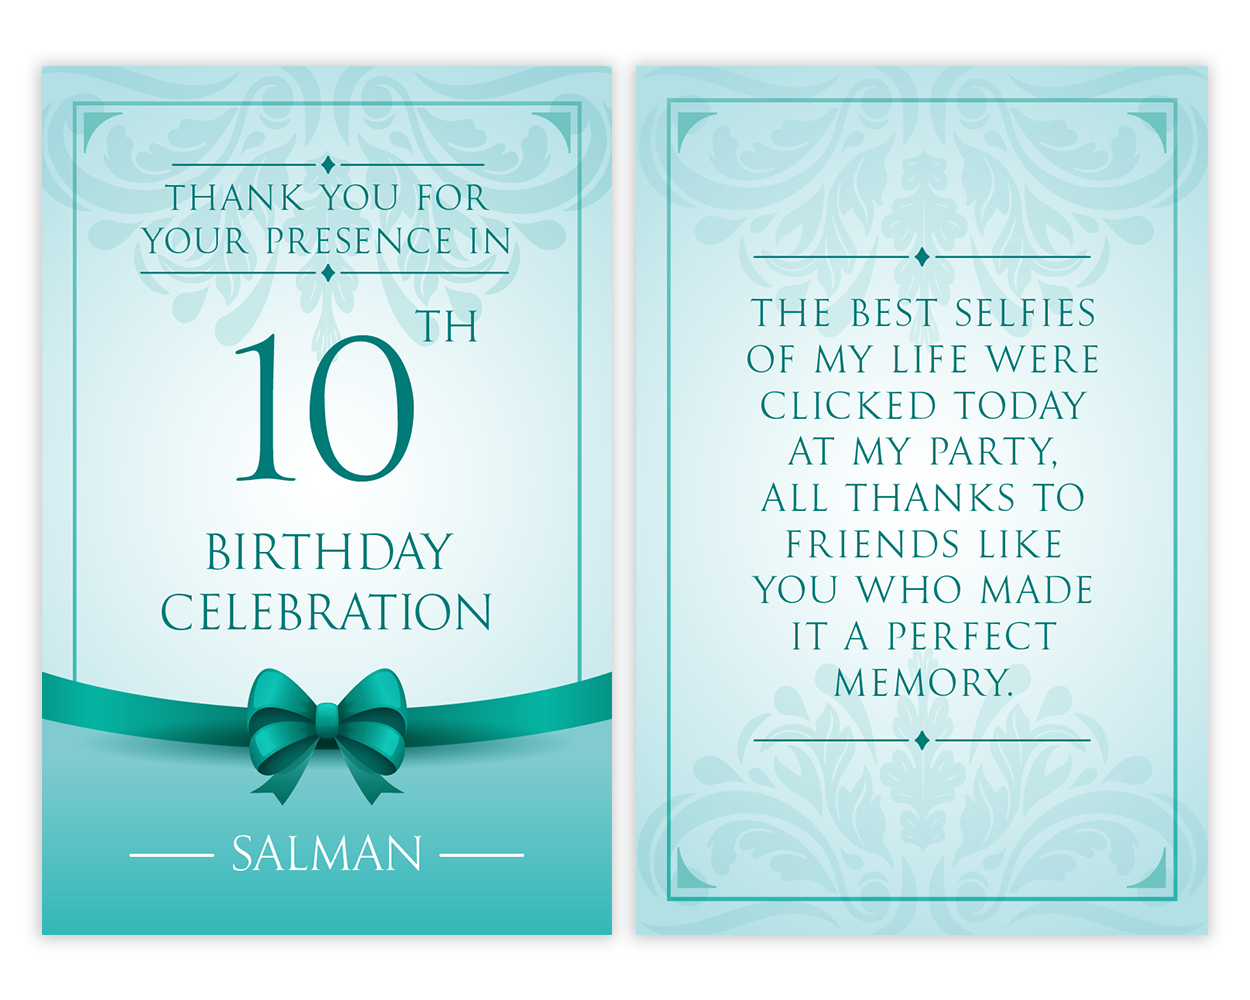 THANK YOU FOR
YOUR PRESENCE IN
10TH
BIRTHDAY
CELEBRATION
SALMAN
THE BEST SELFIES
OF MY LIFE WERE
CLICKED TODAY
AT MY PARTY,
ALL THANKS TO
FRIENDS LIKE
YOU WHO MADE
IT A PERFECT
MEMORY.